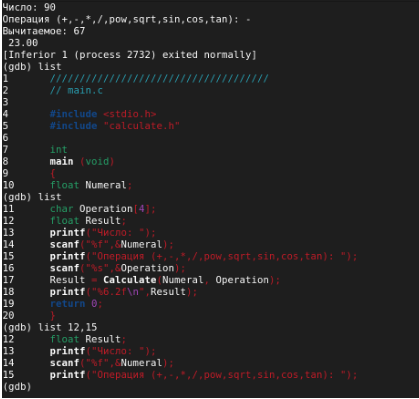 Число: 90
Операция (+,-,*,/,pow,sqrt,sin,cos,tan): -
Вычитаемое: 67
 23.00
[Inferior 1 (process 2732) exited normally]
(gdb) list
1       /////////////////////////////////////
2       // main.c
3
4       #include <stdio.h>
5       #include "calculate.h"
6
7       int
8       main (void)
9       {
10      float Numeral;
(gdb) list
11      char Operation[4];
12      float Result;
13      printf("Число: ");
14      scanf("%f",&Numeral);
15      printf("Операция (+,-,*,/,pow,sqrt,sin,cos,tan): ");
16      scanf("%s",&Operation);
17      Result = Calculate(Numeral, Operation);
18      printf("%6.2f\n",Result);
19      return 0;
20      }
(gdb) list 12,15
12      float Result;
13      printf("Число: ");
14      scanf("%f",&Numeral);
15      printf("Операция (+,-,*,/,pow,sqrt,sin,cos,tan): ");
(gdb)